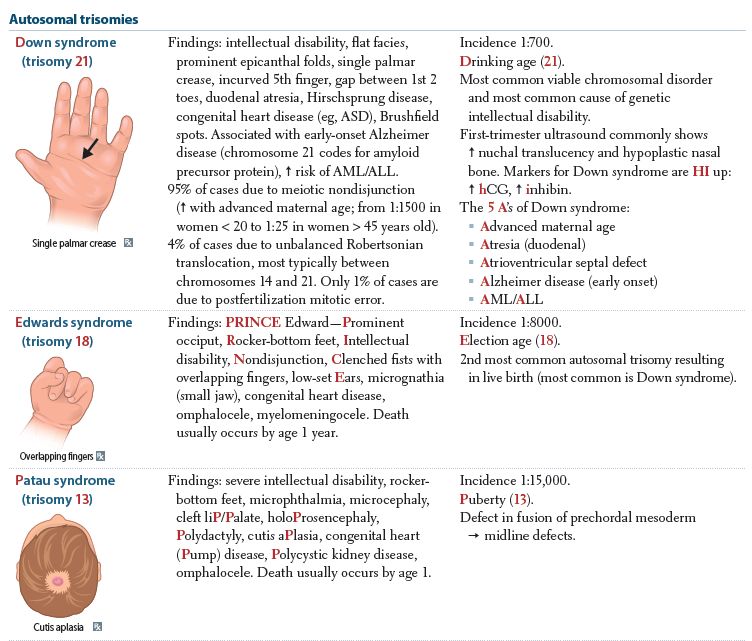 Autosomal trisomies
Down syndrome
(trisomy 21)
Single palmar crease
Findings: intellectual disability, flat facies,
prominent epicanthal folds, single palmar
crease, incurved 5th finger, gap between 1st 2
toes, duodenal atresia, Hirschsprung disease,
congenital heart disease (eg, ASD), Brushfield
spots. Associated with early-onset Alzheimer
disease (chromosome 21 codes for amyloid
precursor protein), ↑ risk of AML/ALL.
95% of cases due to meiotic nondisjunction
(↑ with advanced maternal age; from 1:1500 in
women < 20 to 1:25 in women > 45 years old).
4% of cases due to unbalanced Robertsonian
translocation, most typically between
chromosomes 14 and 21. Only 1% of cases are
due to postfertilization mitotic error.
Incidence 1:700.
Drinking age (21).
Most common viable chromosomal disorder
and most common cause of genetic
intellectual disability.
First-trimester ultrasound commonly shows
↑ nuchal translucency and hypoplastic nasal
bone. Markers for Down syndrome are HI up:
↑ hCG, ↑ inhibin.
The 5 A's of Down syndrome:
▪ Advanced maternal age
▪ Atresia (duodenal)
▪ Atrioventricular septal defect
▪ Alzheimer disease (early onset)
▪ AML/ALL
Edwards syndrome
(trisomy 18)
Overlapping fingers
Findings: PRINCE Edward—Prominent
occiput, Rocker-bottom feet, Intellectual
disability, Nondisjunction, Clenched fists with
overlapping fingers, low-set Ears, micrognathia
(small jaw), congenital heart disease,
omphalocele, myelomeningocele. Death
usually occurs by age 1 year.
Incidence 1:8000.
Election age (18).
2nd most common autosomal trisomy resulting
in live birth (most common is Down syndrome).
Patau syndrome
(trisomy 13)
Cutis aplasia
Findings: severe intellectual disability, rocker-
bottom feet, microphthalmia, microcephaly,
cleft liP/Palate, holoProsencephaly,
Polydactyly, cutis aPlasia, congenital heart
(Pump) disease, Polycystic kidney disease,
omphalocele. Death usually occurs by age 1.
Incidence 1:15,000.
Puberty (13).
Defect in fusion of prechordal mesoderm
→ midline defects.